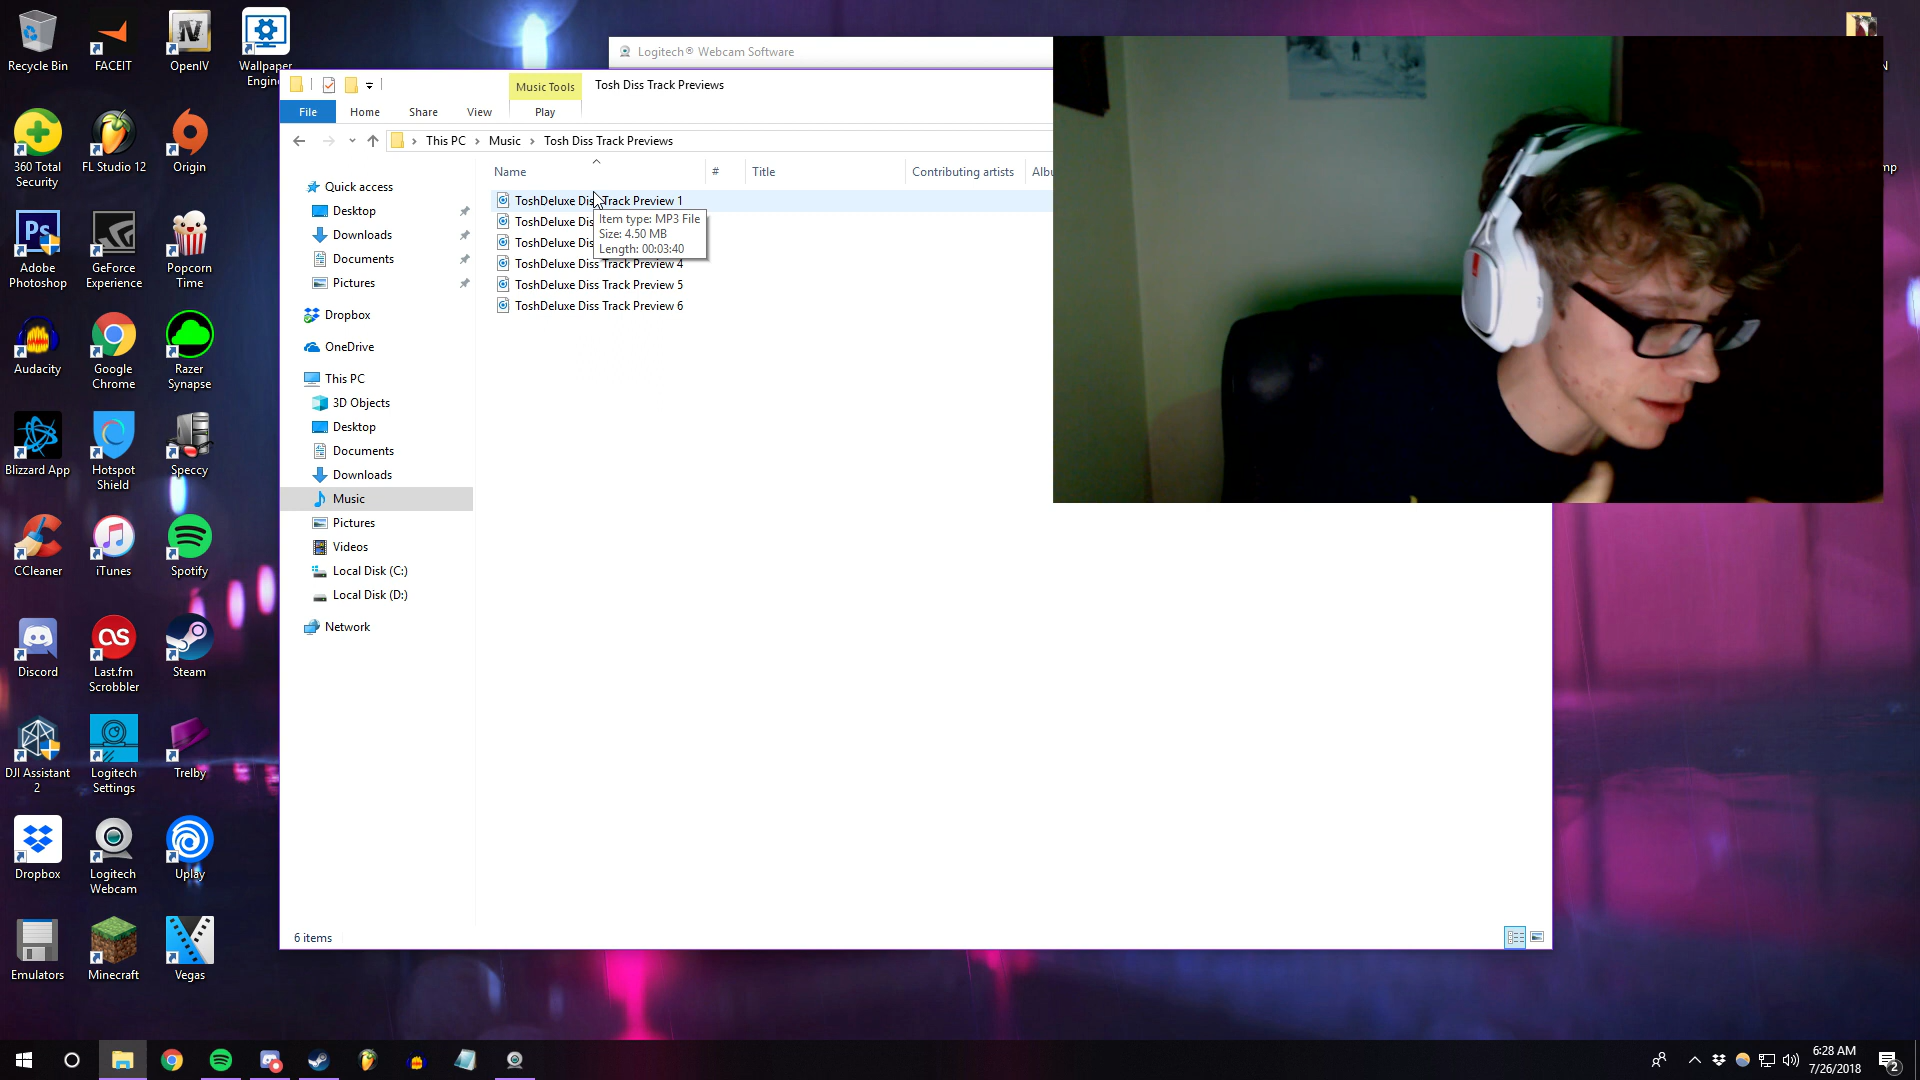 Recycle Bin
FACEIT
OpenIV
Wallpaper
Engin
360 Total
Security
FL Studio 12
Origin
Ps
Adobe
Photoshop
GeForce
Experience
Popcorn
Time
Audacity
Google
Chrome
Razer
Synapse
Blizzard App
Hotspot
Shield
Speccy
CCleaner
iTunes
Spotify
Discord
Last.fm
Scrobbler
Steam
DJI Assistant
2
Logitech
Settings
Trelby
Dropbox
Logitech
Webcam
Uplay
Emulators
Minecraft
Vegas
Logitech® Webcam Software
Music Tools
Tosh Diss Track Previews
File
Home
Share
View
Play
This PC
Music
Tosh Diss Track Previews
Name
#
Title
Contributing artists
Albu
Quick access
Desktop
Downloads
Documents
Pictures
Dropbox
OneDrive
This PC
3D Objects
Desktop
Documents
Downloads
Music
Pictures
Videos
Local Disk (C:)
Local Disk (D:)
Network
ToshDeluxe Diss Track Preview 1
ToshDeluxe Dis
ToshDeluxe Dis
ToshDeluxe Diss Track Preview 4
ToshDeluxe Diss Track Preview 5
ToshDeluxe Diss Track Preview 6
Item type: MP3 File
Size: 4.50 MB
Length: 00:03:40
6 items
6:28 AM
7/26/2018
2